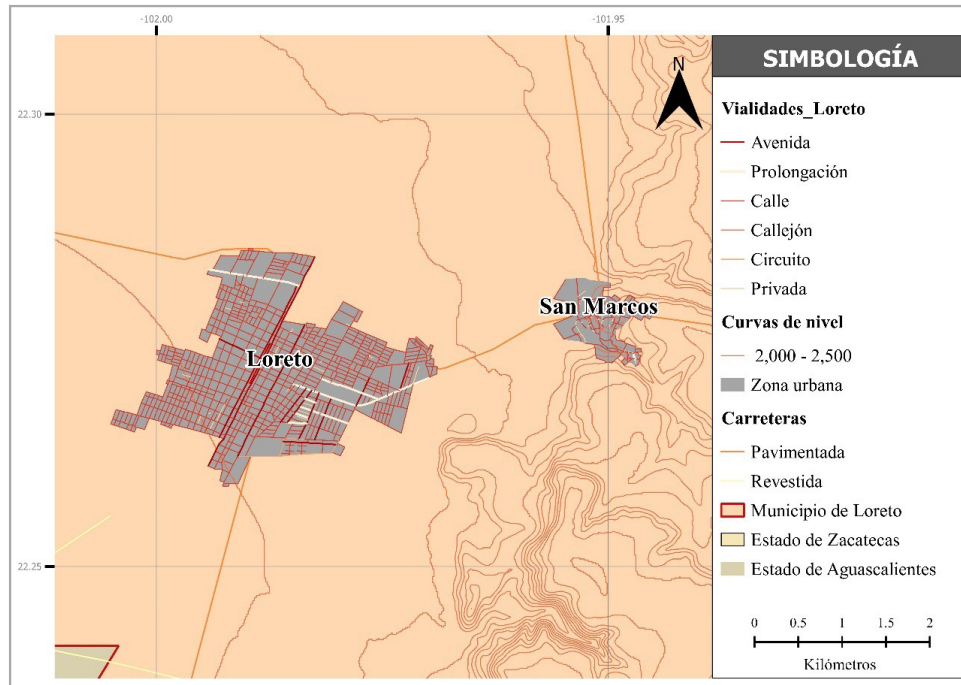 -102.00
-101.95
22.30
22.25
N
Loreto
San Marcos
SIMBOLOGÍA
Vialidades_Loreto
Avenida
Prolongación
Calle
Callejón
Circuito
Privada
Curvas de nivel
2,000 - 2,500
Zona urbana
Carreteras
Pavimentada
Revestida
Municipio de Loreto
Estado de Zacatecas
Estado de Aguascalientes
0 0.5 1 1.5 2
Kilómetros